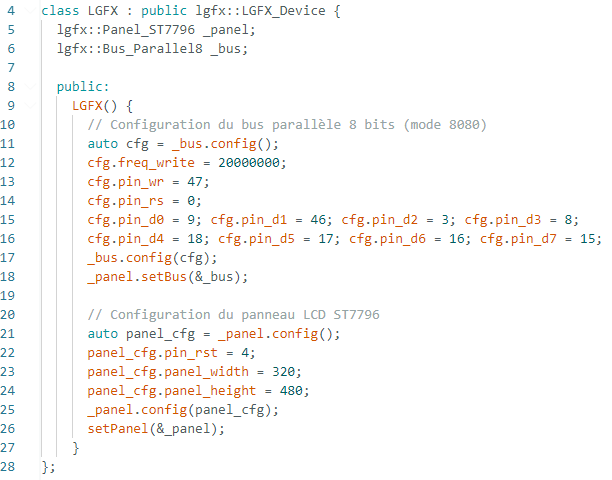 4 class LGFX : public lgfx::LGFX_Device {
5   lgfx::Panel_ST7796 _panel;
6   lgfx::Bus_Parallel8 _bus;
7
8   public:
9     LGFX() {
10       // Configuration du bus parallèle 8 bits (mode 8080)
11       auto cfg = _bus.config();
12       cfg.freq_write = 20000000;
13       cfg.pin_wr = 47;
14       cfg.pin_rs = 0;
15       cfg.pin_d0 = 9; cfg.pin_d1 = 46; cfg.pin_d2 = 3; cfg.pin_d3 = 8;
16       cfg.pin_d4 = 18; cfg.pin_d5 = 17; cfg.pin_d6 = 16; cfg.pin_d7 = 15;
17       _bus.config(cfg);
18       _panel.setBus(&_bus);
19
20       // Configuration du panneau LCD ST7796
21       auto panel_cfg = _panel.config();
22       panel_cfg.pin_rst = 4;
23       panel_cfg.panel_width = 320;
24       panel_cfg.panel_height = 480;
25       _panel.config(panel_cfg);
26       setPanel(&_panel);
27     }
28 };